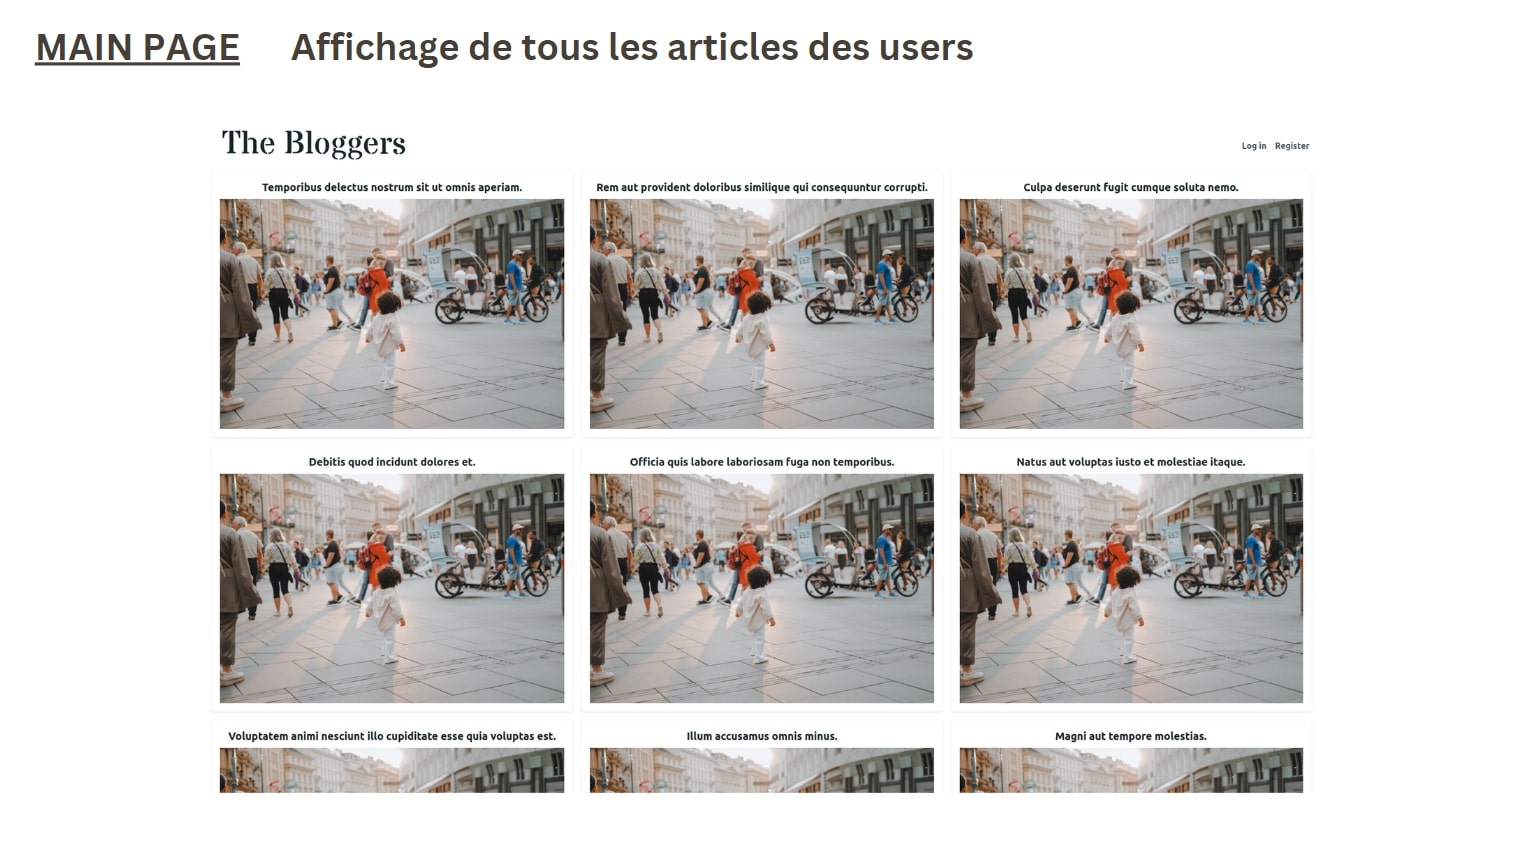 MAIN PAGE Affichage de tous les articles des users
The Bloggers
Log in Register
Temporibus delectus nostrum sit ut omnis aperiam.
Rem aut provident doloribus similique qui consequuntur corrupti.
Culpa deserunt fugit cumque soluta nemo.
Debitis quod incidunt dolores et.
Officia quis labore laboriosam fuga non temporibus.
Natus aut voluptas iusto et molestiae itaque.
Voluptatem animi nesciunt illo cupiditate esse quia voluptas est.
Illum accusamus omnis minus.
Magni aut tempore molestias.